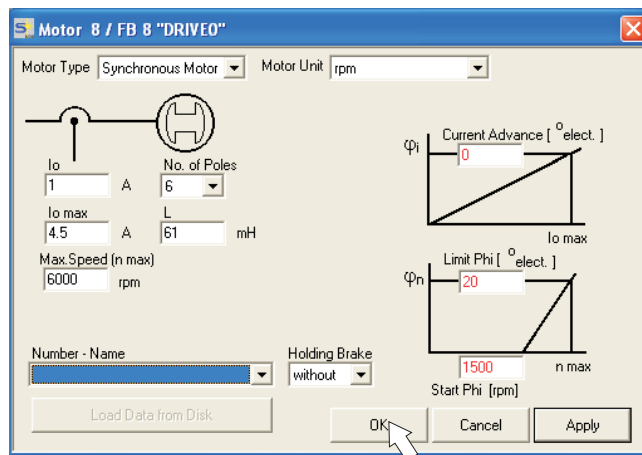 Motor 8 / FB 8 "DRIVE0"
Motor Type Synchronous Motor Motor Unit rpm
Io
1 A
No. of Poles
6
Io max
4.5 A
L
61 mH
Max.Speed (n max)
6000 rpm
φi Current Advance [ °elect. ]
0
Io max
φn Limit Phi [ °elect. ]
20
1500 n max
Start Phi [rpm]
Number - Name
Holding Brake
without
Load Data from Disk
OK Cancel Apply